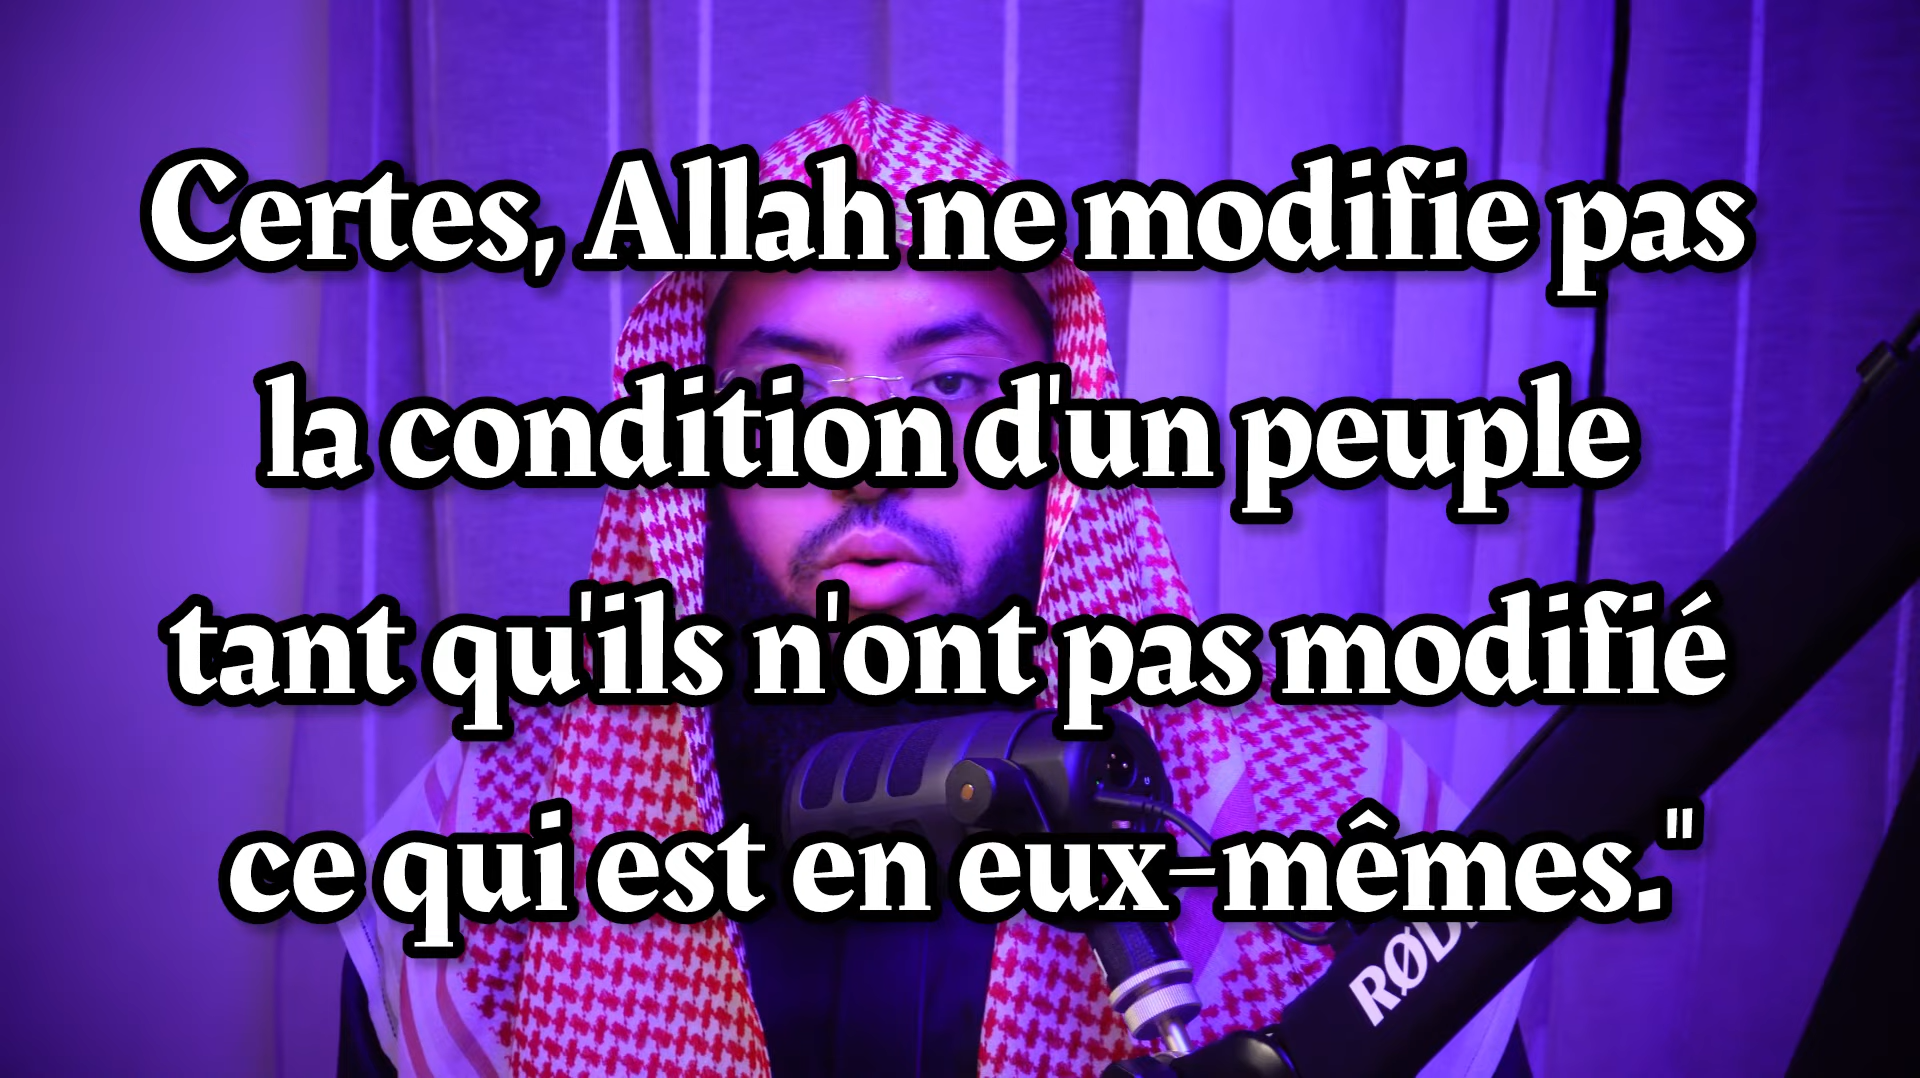 Certes, Allah ne modifie pas
la condition d'un peuple
tant qu'ils n'ont pas modifié
ce qui est en eux-mêmes."